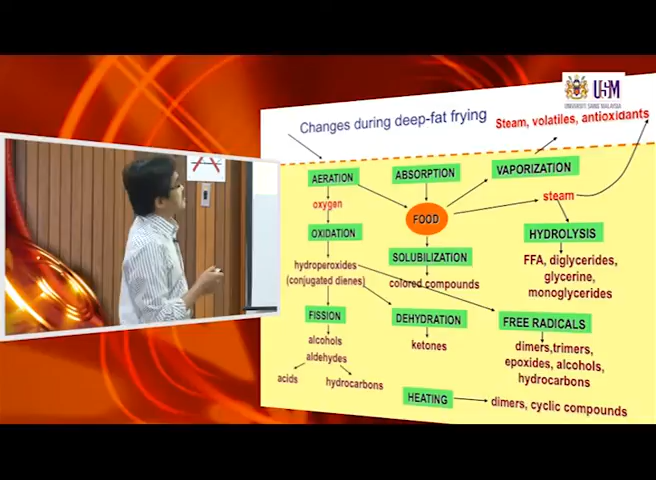 USM
UNIVERSITI SAINS MALAYSIA
Changes during deep-fat frying
Steam, volatiles, antioxidants
AERATION
ABSORPTION
VAPORIZATION
oxygen
FOOD
steam
OXIDATION
HYDROLYSIS
hydroperoxides
(conjugated dienes)
SOLUBILIZATION
colored compounds
FFA, diglycerides,
glycerine,
monoglycerides
FISSION
DEHYDRATION
FREE RADICALS
alcohols
aldehydes
ketones
dimers,trimers,
epoxides, alcohols,
hydrocarbons
acids
hydrocarbons
HEATING
dimers, cyclic compounds